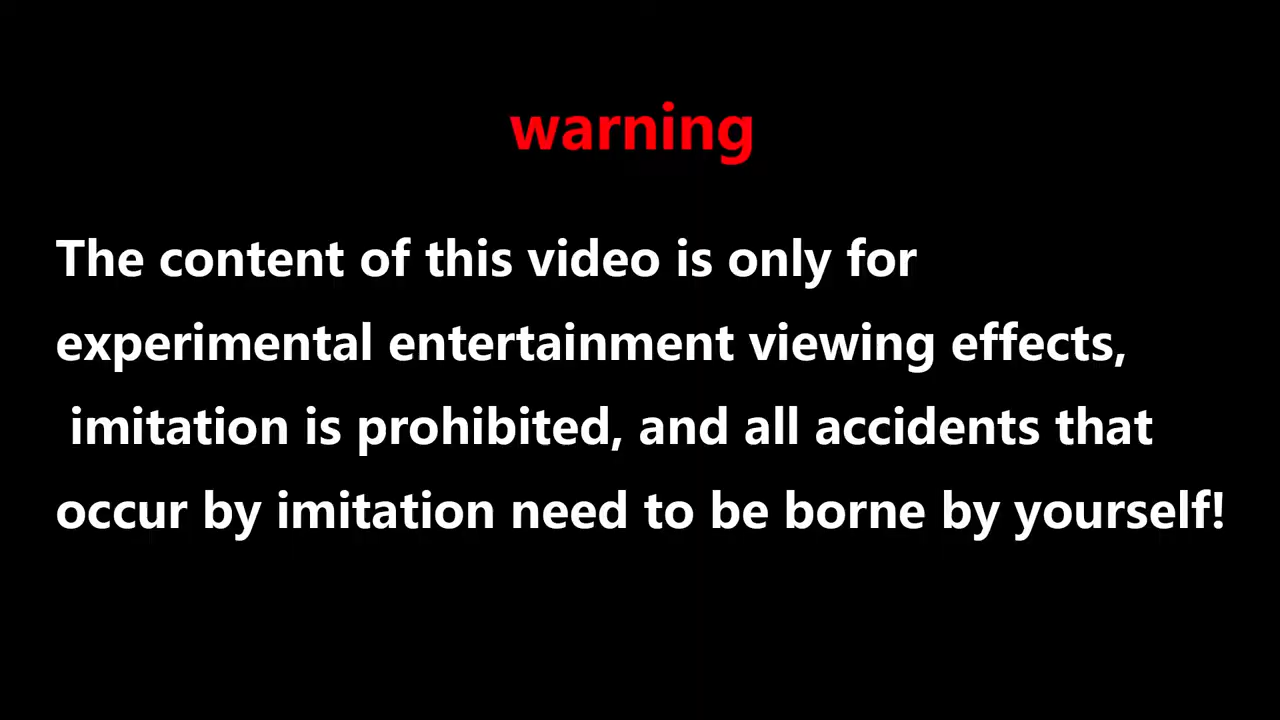 warning
The content of this video is only for
experimental entertainment viewing effects,
imitation is prohibited, and all accidents that
occur by imitation need to be borne by yourself!